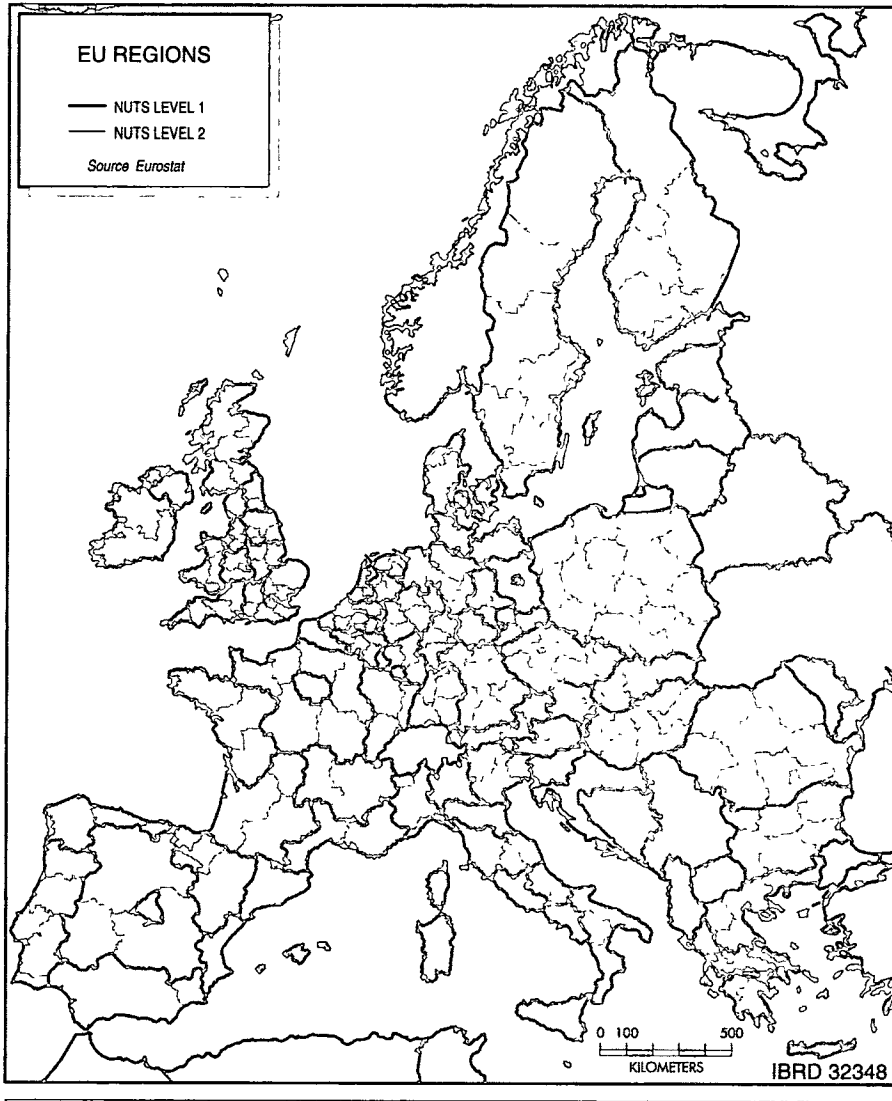 EU REGIONS
NUTS LEVEL 1
NUTS LEVEL 2
Source Eurostat
0 100 500
KILOMETERS
IBRD 32348